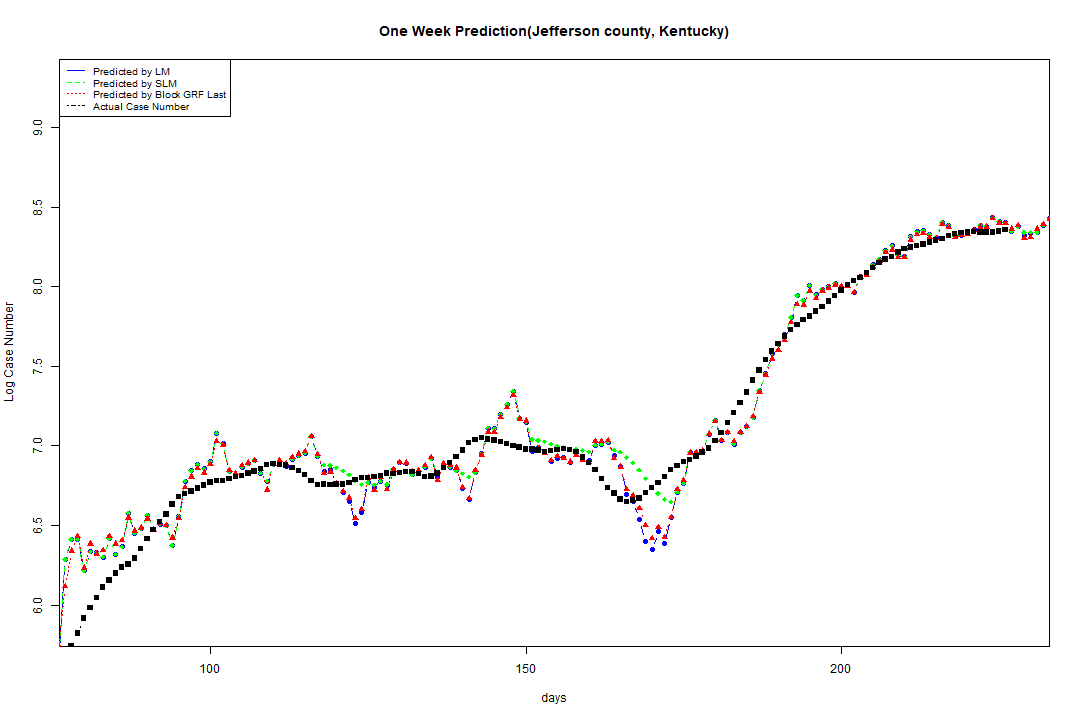 One Week Prediction(Jefferson county, Kentucky)
Predicted by LM
Predicted by SLM
Predicted by Block GRF Last
Actual Case Number
Log Case Number
9.0
8.5
8.0
7.5
7.0
6.5
6.0
100 150 200
days